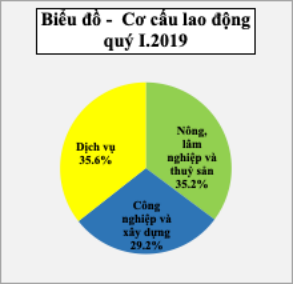 Biểu đồ - Cơ cấu lao động
quý I.2019
Nông,
lâm
nghiệp và
thuỷ sản
35.2%
Dịch vụ
35.6%
Công
nghiệp và
xây dựng
29.2%